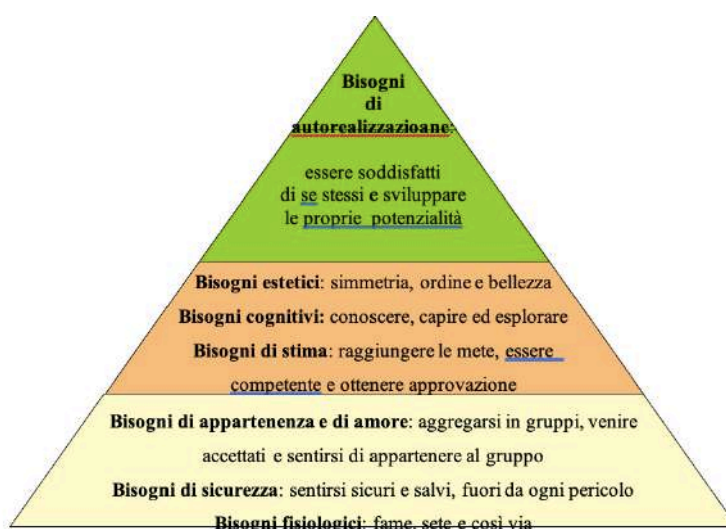 Bisogni
di
autorealizzazioane:
essere soddisfatti
di se stessi e sviluppare
le proprie potenzialità
Bisogni estetici: simmetria, ordine e bellezza
Bisogni cognitivi: conoscere, capire ed esplorare
Bisogni di stima: raggiungere le mete, essere
competente e ottenere approvazione
Bisogni di appartenenza e di amore: aggregarsi in gruppi, venire
accettati e sentirsi di appartenere al gruppo
Bisogni di sicurezza: sentirsi sicuri e salvi, fuori da ogni pericolo
Bisogni fisiologici: fame, sete e così via